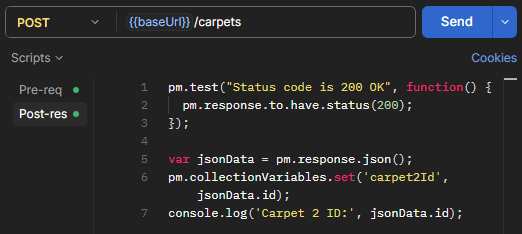 POST {{baseUrl}} /carpets Send
Scripts Cookies
Pre-req
Post-res
1 pm.test("Status code is 200 OK", function() {
2 pm.response.to.have.status(200);
3 });
4
5 var jsonData = pm.response.json();
6 pm.collectionVariables.set('carpet2Id',
jsonData.id);
7 console.log('Carpet 2 ID:', jsonData.id);